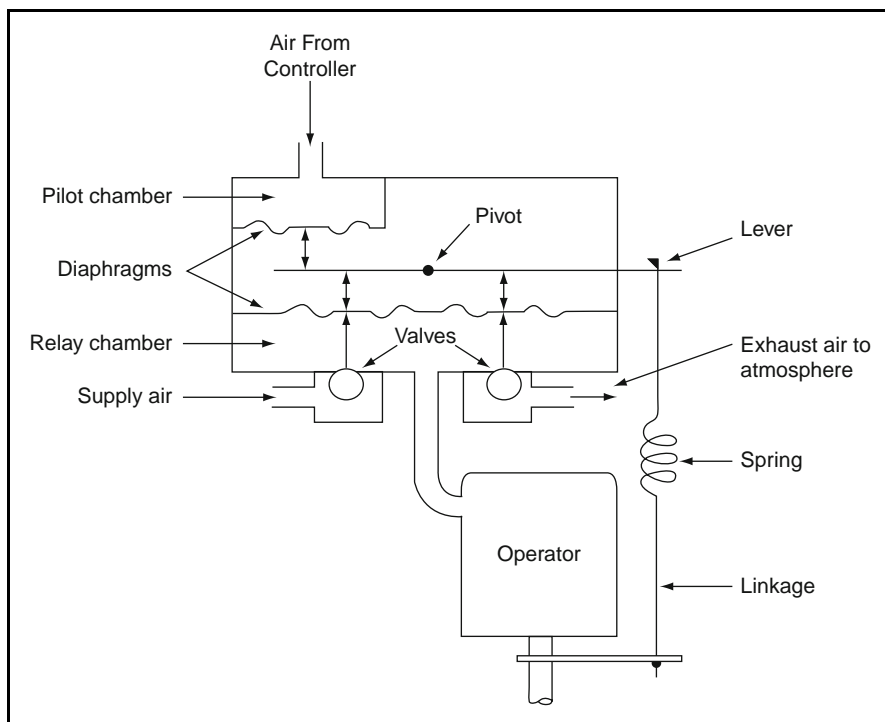 Air From
Controller
Pilot chamber
Pivot
Lever
Diaphragms
Relay chamber
Valves
Exhaust air to
atmosphere
Supply air
Spring
Operator
Linkage